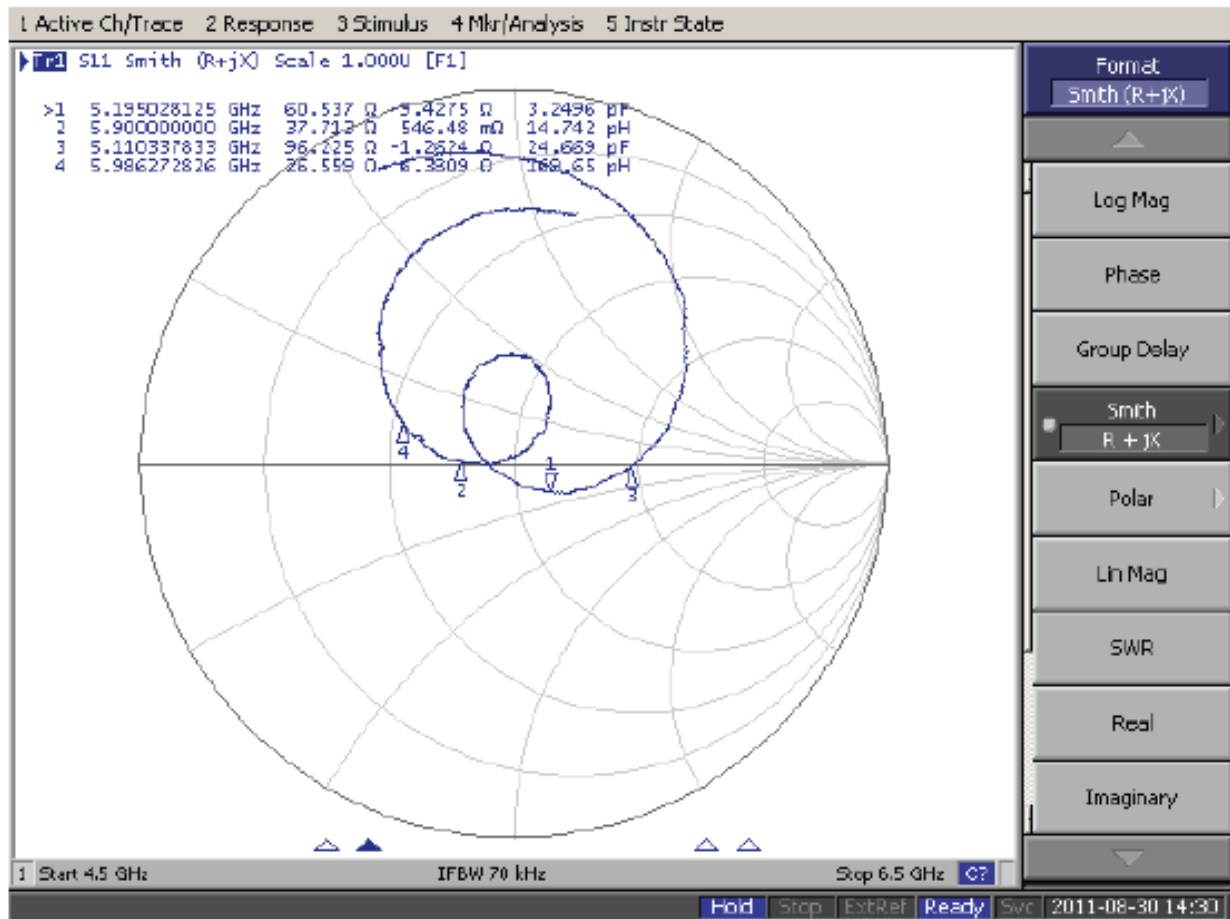 1 Active Ch/Trace 2 Response 3 Stimulus 4 Mkr/Analysis 5 Instr State
Tr1 S11 Smith (R+jX) Scale 1.000U [F1]
>1 5.195028125 GHz 60.537 Ω -9.4275 Ω 3.2496 pF
2 5.900000000 GHz 37.713 Ω 546.48 mΩ 14.742 pH
3 5.110337833 GHz 96.225 Ω -1.2624 Ω 24.669 pF
4 5.986272826 GHz 26.559 Ω 6.3809 Ω 169.65 pH
4
2
1
3
1 Start 4.5 GHz IFBW 70 kHz Stop 6.5 GHz C?
Hold Stop ExtRef Ready Svc 2011-08-30 14:30
Format
Smith (R+jX)
Log Mag
Phase
Group Delay
Smith
R + jX
Polar
Lin Mag
SWR
Real
Imaginary